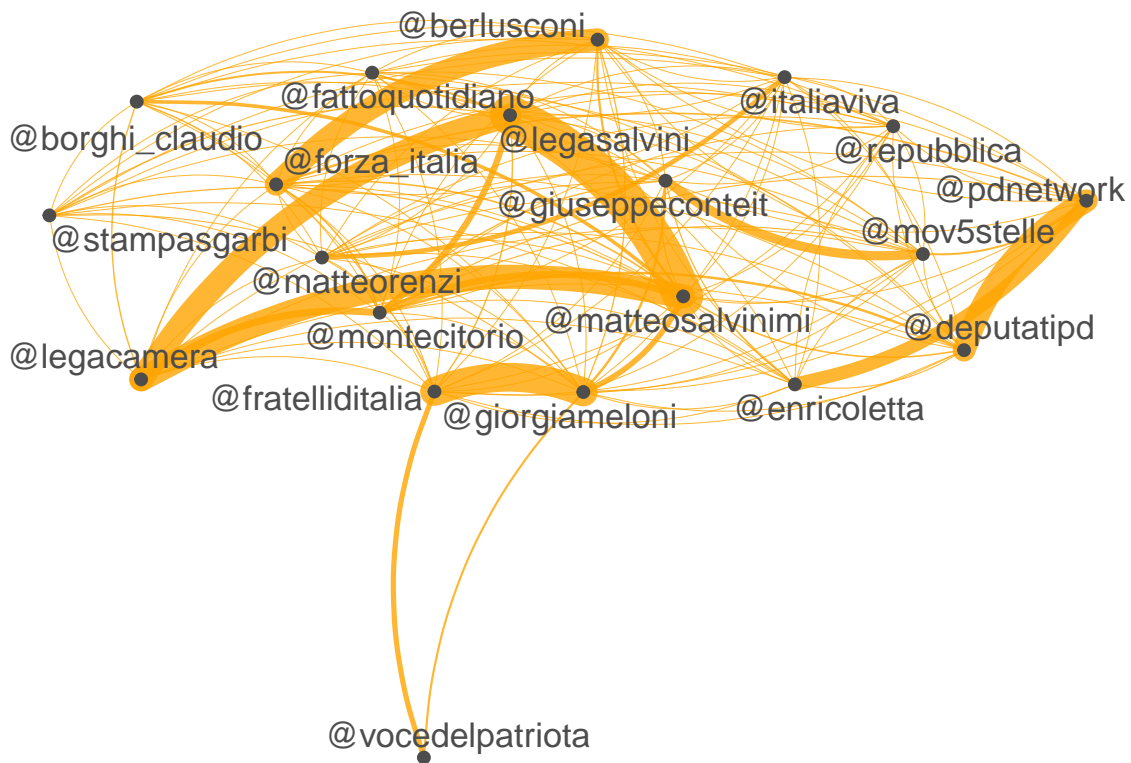 @berlusconi
@fattoquotidiano
@italiaviva
@borghi_claudio
@legasalvini
@repubblica
@forza_italia
@pdnetwork
@giuseppeconteit
@stampasgarbi
@mov5stelle
@matteorenzi
@matteosalvinimi
@montecitorio
@deputatipd
@legacamera
@fratelliditalia
@giorgiameloni
@enricoletta
@vocedelpatriota